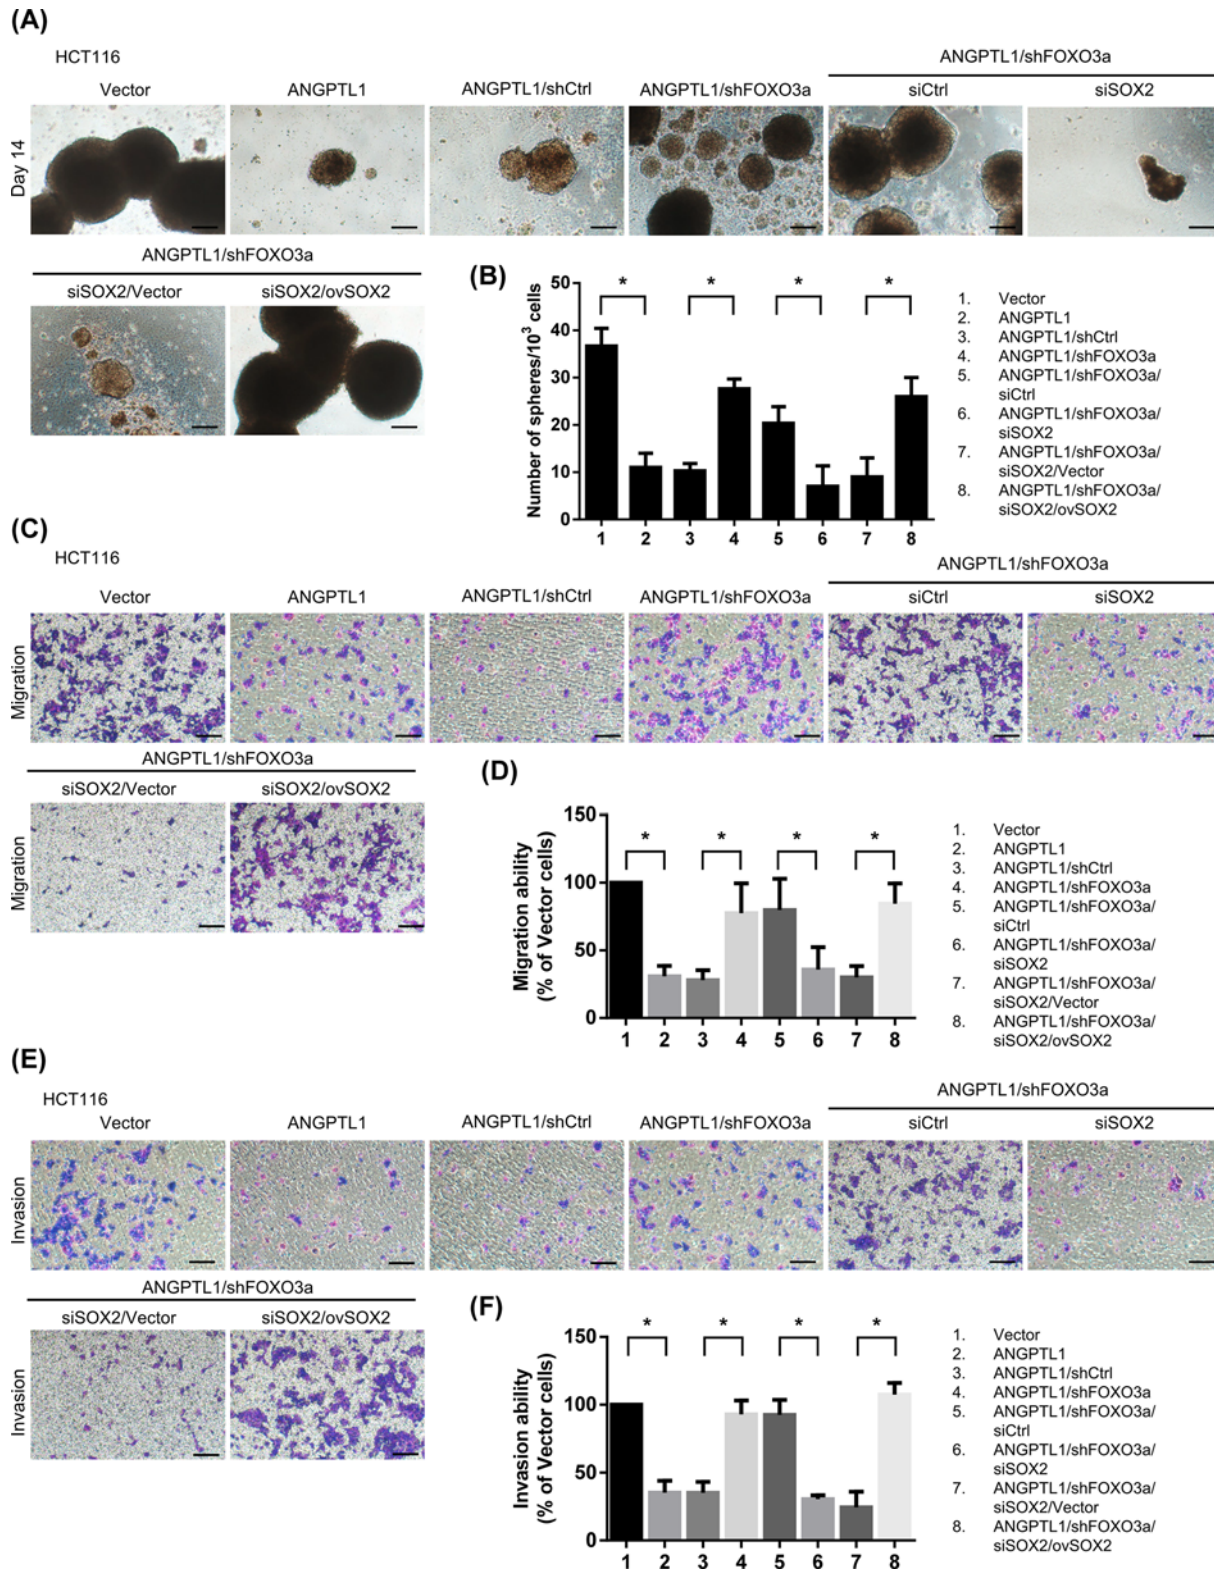 (A)
HCT116
ANGPTL1/shFOXO3a
Vector
ANGPTL1
ANGPTL1/shCtrl
ANGPTL1/shFOXO3a
siCtrl
siSOX2
Day 14
ANGPTL1/shFOXO3a
siSOX2/Vector
siSOX2/ovSOX2
(B)
Number of spheres/10³ cells
50
40
30
20
10
0
* * * *
1 2 3 4 5 6 7 8
1. Vector
2. ANGPTL1
3. ANGPTL1/shCtrl
4. ANGPTL1/shFOXO3a
5. ANGPTL1/shFOXO3a/
siCtrl
6. ANGPTL1/shFOXO3a/
siSOX2
7. ANGPTL1/shFOXO3a/
siSOX2/Vector
8. ANGPTL1/shFOXO3a/
siSOX2/ovSOX2
(C)
HCT116
ANGPTL1/shFOXO3a
Vector
ANGPTL1
ANGPTL1/shCtrl
ANGPTL1/shFOXO3a
siCtrl
siSOX2
Migration
ANGPTL1/shFOXO3a
siSOX2/Vector
siSOX2/ovSOX2
Migration
(D)
Migration ability
(% of Vector cells)
150
100
50
0
* * * *
1 2 3 4 5 6 7 8
1. Vector
2. ANGPTL1
3. ANGPTL1/shCtrl
4. ANGPTL1/shFOXO3a
5. ANGPTL1/shFOXO3a/
siCtrl
6. ANGPTL1/shFOXO3a/
siSOX2
7. ANGPTL1/shFOXO3a/
siSOX2/Vector
8. ANGPTL1/shFOXO3a/
siSOX2/ovSOX2
(E)
HCT116
ANGPTL1/shFOXO3a
Vector
ANGPTL1
ANGPTL1/shCtrl
ANGPTL1/shFOXO3a
siCtrl
siSOX2
Invasion
ANGPTL1/shFOXO3a
siSOX2/Vector
siSOX2/ovSOX2
Invasion
(F)
Invasion ability
(% of Vector cells)
150
100
50
0
* * * *
1 2 3 4 5 6 7 8
1. Vector
2. ANGPTL1
3. ANGPTL1/shCtrl
4. ANGPTL1/shFOXO3a
5. ANGPTL1/shFOXO3a/
siCtrl
6. ANGPTL1/shFOXO3a/
siSOX2
7. ANGPTL1/shFOXO3a/
siSOX2/Vector
8. ANGPTL1/shFOXO3a/
siSOX2/ovSOX2